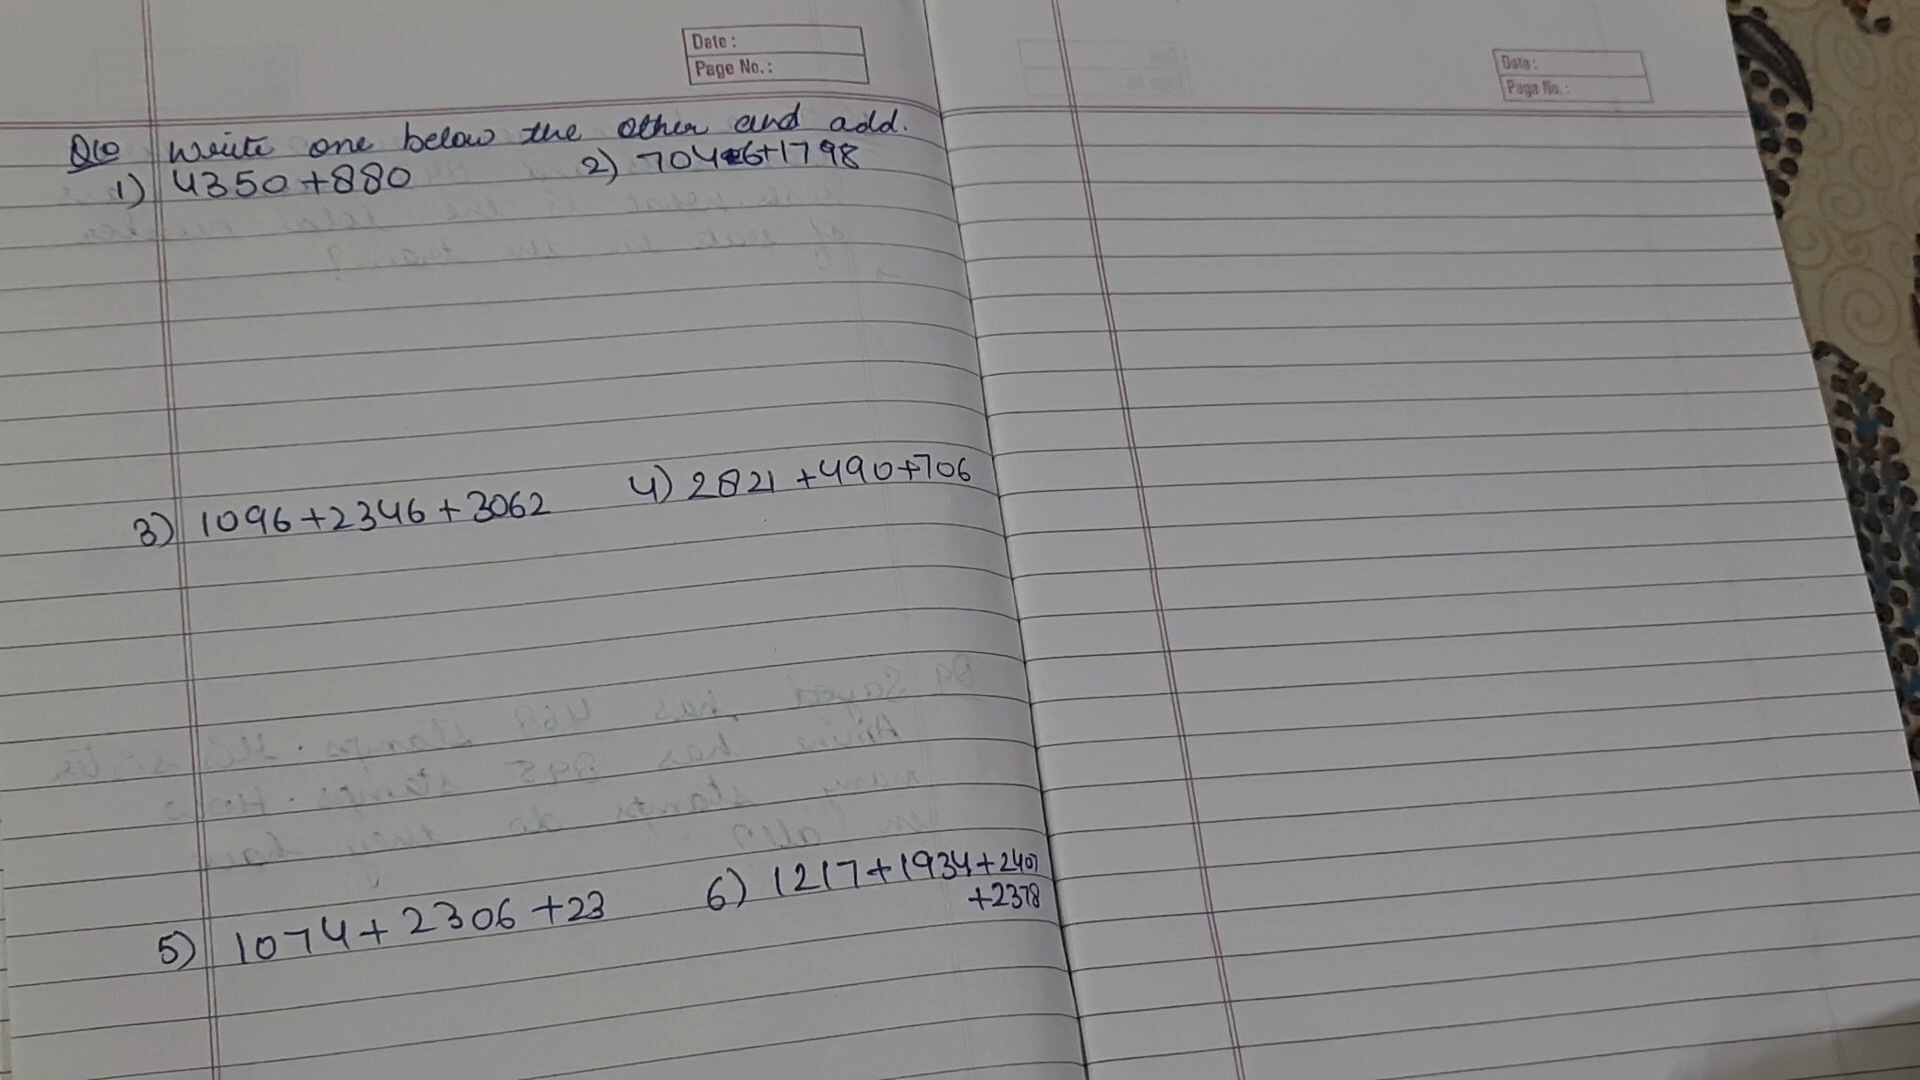 Date :
Page No. :
Date :
Page No. :
Q10 Write one below the other and add.
1) 4350+880 2) 7046+1798
3) 1096+2346+3062 4) 2821+490+706
5) 1074+2306+23 6) 1217+1934+2407
+2378